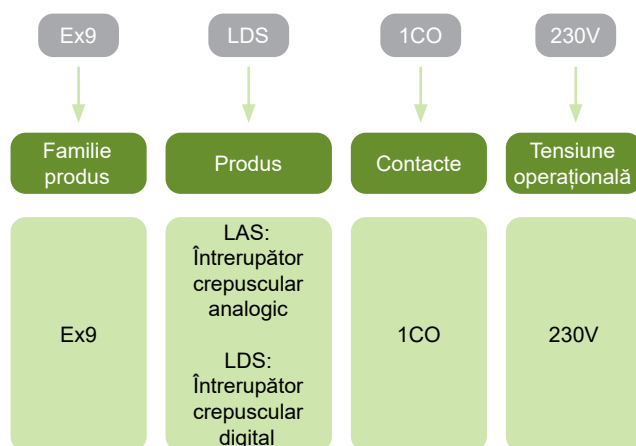 Ex9 LDS 1CO 230V
Familie produs
Produs
Contacte
Tensiune operațională
Ex9
LAS:
Întrerupător
crepuscular
analogic
LDS:
Întrerupător
crepuscular
digital
1CO
230V